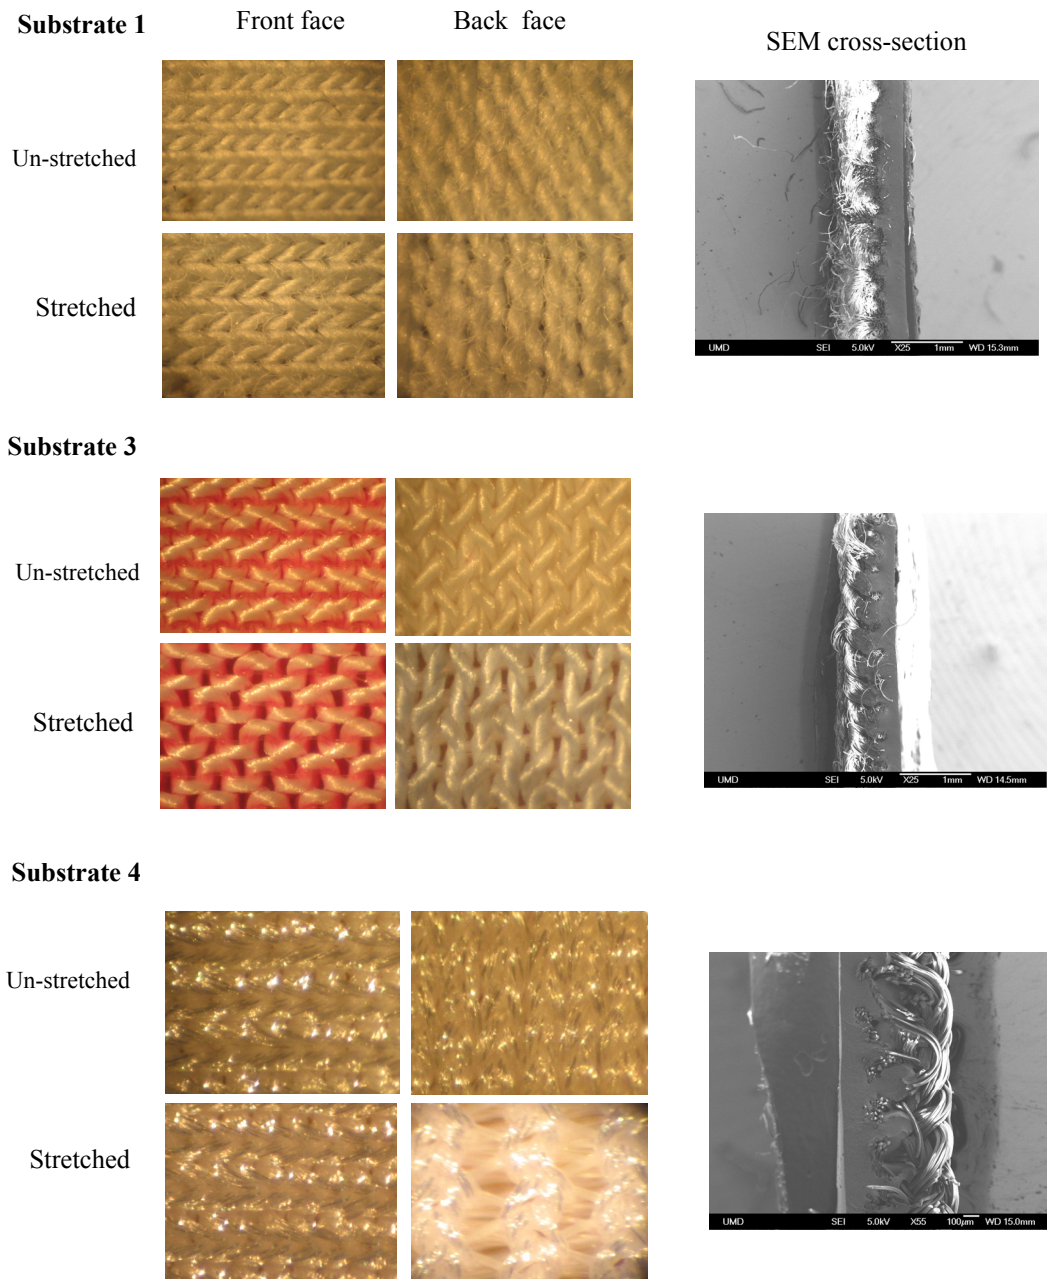 Substrate 1
Front face
Back face
SEM cross-section
Un-stretched
Stretched
UMD SEI 5.0kV X25 1mm WD 15.3mm
Substrate 3
Un-stretched
Stretched
UMD SEI 5.0kV X25 1mm WD 14.5mm
Substrate 4
Un-stretched
Stretched
UMD SEI 5.0kV X55 100µm WD 15.0mm